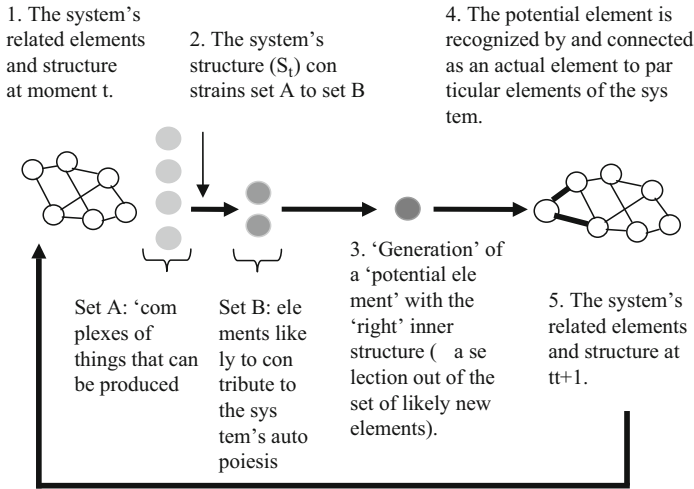 1. The system's
related elements
and structure
at moment t.
2. The system's
structure (Sₜ) con
strains set A to set B
4. The potential element is
recognized by and connected
as an actual element to par
ticular elements of the sys
tem.
Set A: 'com
plexes of
things that can
be produced
Set B: ele
ments like
ly to con
tribute to
the sys
tem's auto
poiesis
3. 'Generation' of
a 'potential ele
ment' with the
'right' inner
structure ( a se
lection out of the
set of likely new
elements).
5. The system's
related elements
and structure at
tt+1.